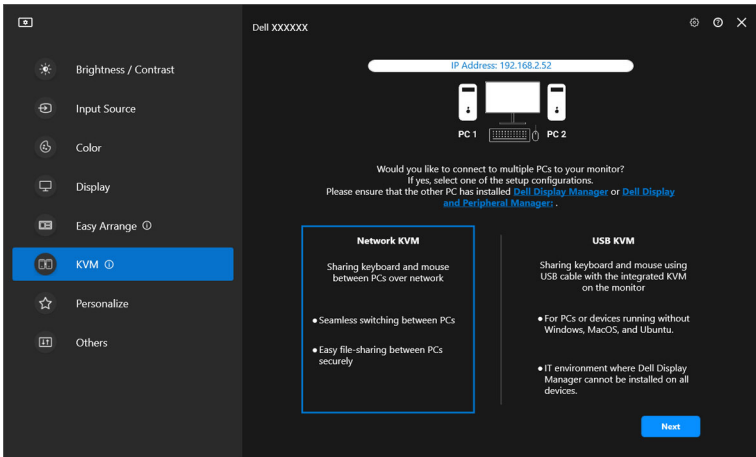 Dell XXXXXX
Brightness / Contrast
Input Source
Color
Display
Easy Arrange
KVM
Personalize
Others
IP Address: 192.168.2.52
PC 1
PC 2
Would you like to connect to multiple PCs to your monitor?
If yes, select one of the setup configurations.
Please ensure that the other PC has installed Dell Display Manager or Dell Display
and Peripheral Manager: .
Network KVM
Sharing keyboard and mouse
between PCs over network
● Seamless switching between PCs
● Easy file-sharing between PCs
securely
USB KVM
Sharing keyboard and mouse using
USB cable with the integrated KVM
on the monitor
● For PCs or devices running without
Windows, MacOS, and Ubuntu.
● IT environment where Dell Display
Manager cannot be installed on all
devices.
Next